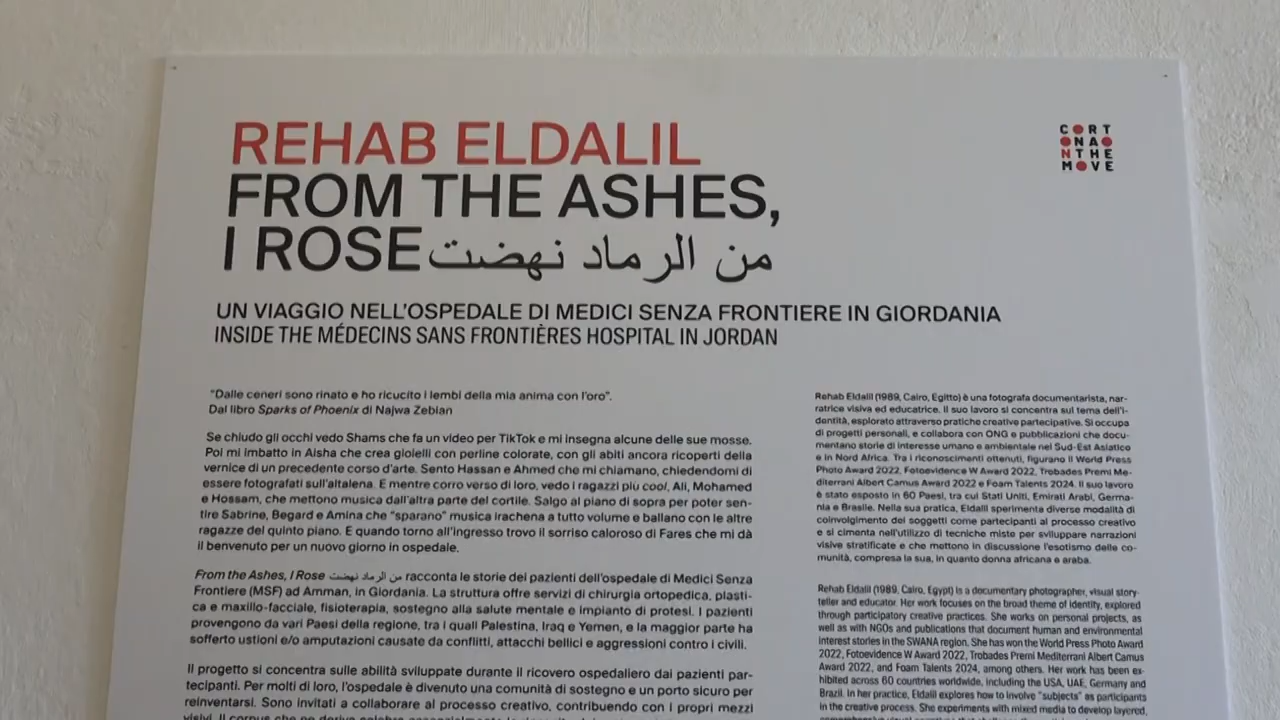 REHAB ELDALIL
FROM THE ASHES,
I ROSE من الرماد نهضت
CORT
ONAO
NTHE
MOVE
UN VIAGGIO NELL'OSPEDALE DI MEDICI SENZA FRONTIERE IN GIORDANIA
INSIDE THE MÉDECINS SANS FRONTIÈRES HOSPITAL IN JORDAN
"Dalle ceneri sono rinato e ho ricucito i lembi della mia anima con l'oro".
Dal libro Sparks of Phoenix di Najwa Zebian
Se chiudo gli occhi vedo Shams che fa un video per TikTok e mi insegna alcune delle sue mosse.
Poi mi imbatto in Aisha che crea gioielli con perline colorate, con gli abiti ancora ricoperti della
vernice di un precedente corso d'arte. Sento Hassan e Ahmed che mi chiamano, chiedendomi di
essere fotografati sull'altalena. E mentre corro verso di loro, vedo i ragazzi più cool, Ali, Mohamed
e Hossam, che mettono musica dall'altra parte del cortile. Salgo al piano di sopra per poter sen-
tire Sabrine, Begard e Amina che "sparano" musica irachena a tutto volume e ballano con le altre
ragazze del quinto piano. E quando torno all'ingresso trovo il sorriso caloroso di Fares che mi dà
il benvenuto per un nuovo giorno in ospedale.
From the Ashes, I Rose من الرماد نهضت racconta le storie dei pazienti dell'ospedale di Medici Senza
Frontiere (MSF) ad Amman, in Giordania. La struttura offre servizi di chirurgia ortopedica, plasti-
ca e maxillo-facciale, fisioterapia, sostegno alla salute mentale e impianto di protesi. I pazienti
provengono da vari Paesi della regione, tra i quali Palestina, Iraq e Yemen, e la maggior parte ha
sofferto ustioni e/o amputazioni causate da conflitti, attacchi bellici e aggressioni contro i civili.
Il progetto si concentra sulle abilità sviluppate durante il ricovero ospedaliero dai pazienti par-
tecipanti. Per molti di loro, l'ospedale è divenuto una comunità di sostegno e un porto sicuro per
reinventarsi. Sono invitati a collaborare al processo creativo, contribuendo con i propri mezzi
visivi. Il corpus che ne deriva celebra
Rehab Eldalil (1989, Cairo, Egitto) è una fotografa documentarista, nar-
ratrice visiva ed educatrice. Il suo lavoro si concentra sul tema dell'i-
dentità, esplorato attraverso pratiche creative partecipative. Si occupa
di progetti personali, e collabora con ONG e pubblicazioni che docu-
mentano storie di interesse umano e ambientale nel Sud-Est Asiatico
e in Nord Africa. Tra i riconoscimenti ottenuti, figurano il World Press
Photo Award 2022, Fotoevidence W Award 2022, Trobades Premi Me-
diterrani Albert Camus Award 2022 e Foam Talents 2024. Il suo lavoro
è stato esposto in 60 Paesi, tra cui Stati Uniti, Emirati Arabi, Germa-
nia e Brasile. Nella sua pratica, Eldalil sperimenta diverse modalità di
coinvolgimento dei soggetti come partecipanti al processo creativo
e si cimenta nell'utilizzo di tecniche miste per sviluppare narrazioni
visive stratificate e che mettono in discussione l'esotismo delle co-
munità, compresa la sua, in quanto donna africana e araba.
Rehab Eldalil (1989, Cairo, Egypt) is a documentary photographer, visual story-
teller and educator. Her work focuses on the broad theme of identity, explored
through participatory creative practices. She works on personal projects, as
well as with NGOs and publications that document human and environmental
interest stories in the SWANA region. She has won the World Press Photo Award
2022, Fotoevidence W Award 2022, Trobades Premi Mediterrani Albert Camus
Award 2022, and Foam Talents 2024, among others. Her work has been ex-
hibited across 60 countries worldwide, including the USA, UAE, Germany and
Brazil. In her practice, Eldalil explores how to involve "subjects" as participants
in the creative process. She experiments with mixed media to develop layered,